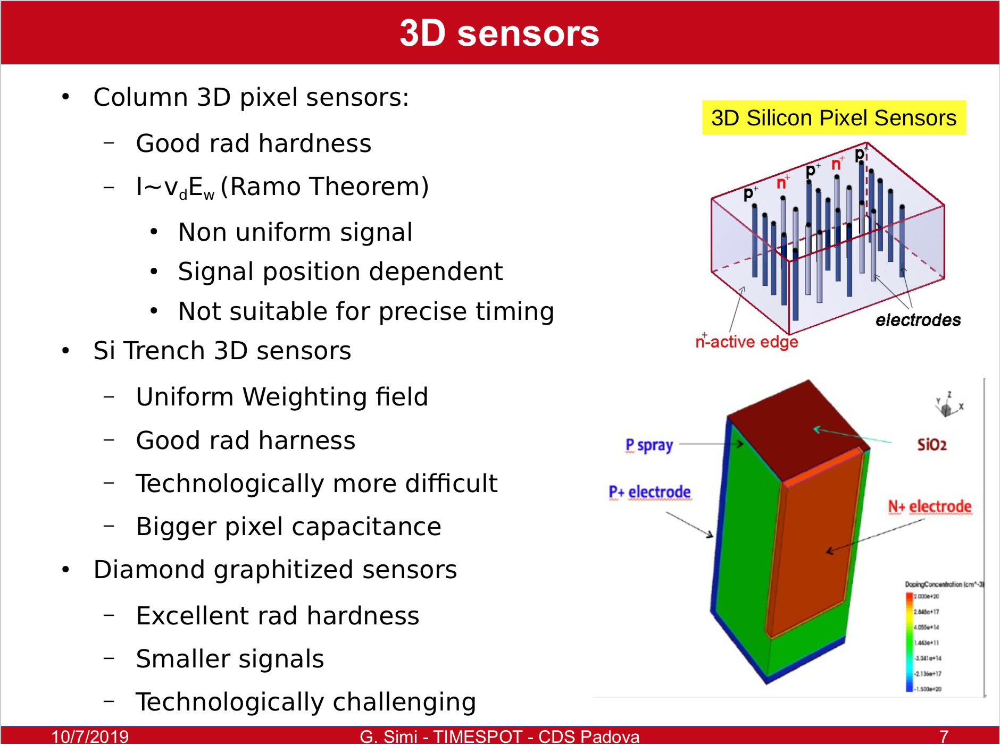 3D sensors
• Column 3D pixel sensors:
– Good rad hardness
– I~vdEw (Ramo Theorem)
• Non uniform signal
• Signal position dependent
• Not suitable for precise timing
• Si Trench 3D sensors
– Uniform Weighting field
– Good rad harness
– Technologically more difficult
– Bigger pixel capacitance
• Diamond graphitized sensors
– Excellent rad hardness
– Smaller signals
– Technologically challenging
3D Silicon Pixel Sensors
p+
n+
p+
n+
p+
electrodes
n+-active edge
Z
Y
X
P spray
SiO2
P+ electrode
N+ electrode
DopingConcentration (cm^-3)
2.000e+20
2.848e+17
4.055e+14
1.443e+11
-3.041e+14
-2.136e+17
-1.500e+20
10/7/2019
G. Simi - TIMESPOT - CDS Padova
7